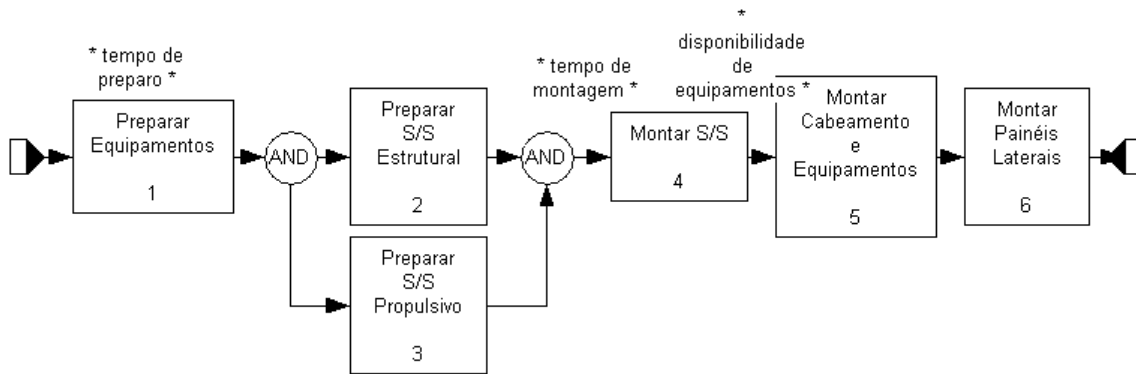 * tempo de
preparo *
Preparar
Equipamentos
1
AND
Preparar
S/S
Estrutural
2
Preparar
S/S
Propulsivo
3
AND
* tempo de
montagem *
Montar S/S
4
*
disponibilidade
de
equipamentos *
Montar
Cabeamento
e
Equipamentos
5
Montar
Painéis
Laterais
6